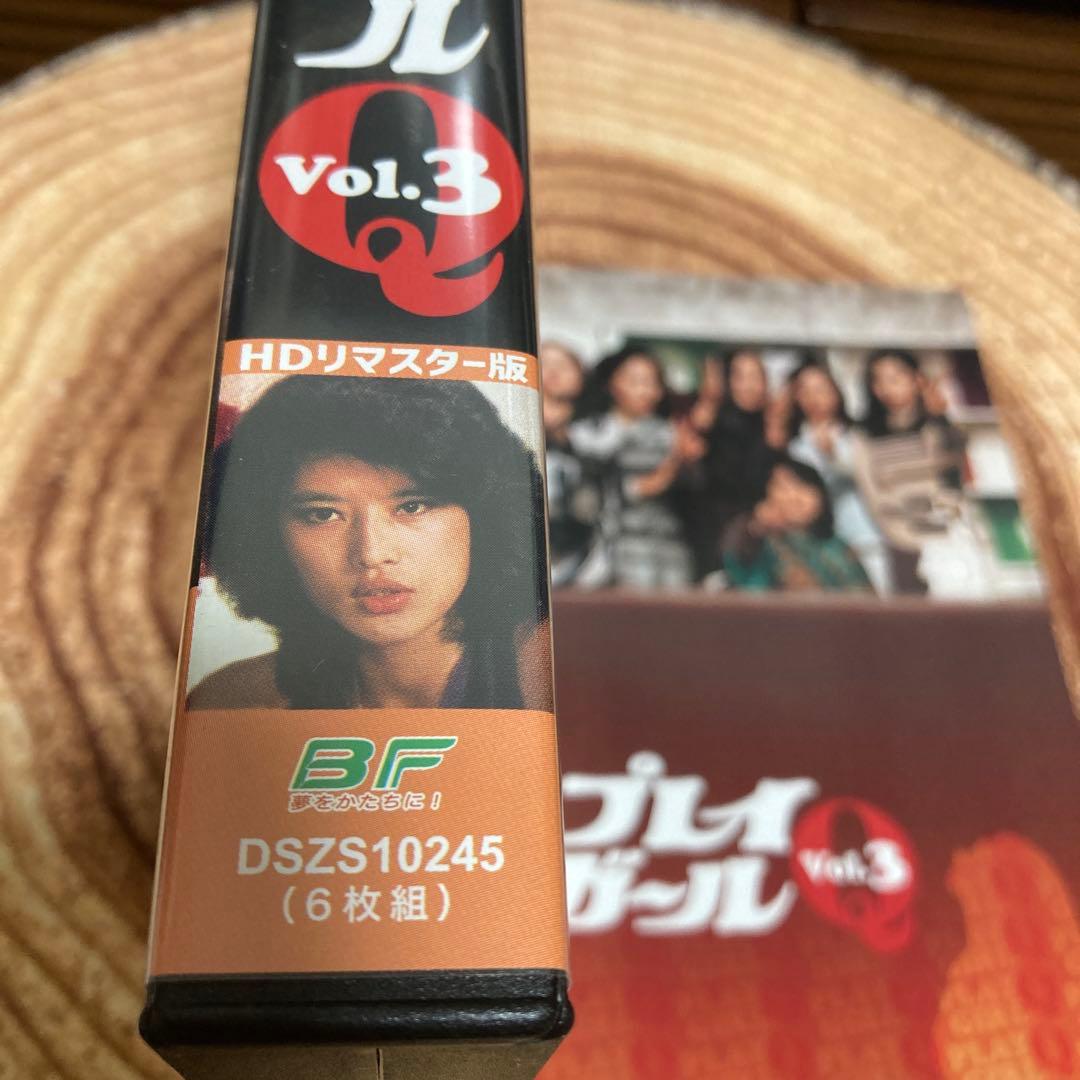 ル
Q
Vol.3
HDリマスター版
BF
夢をかたちに!
DSZS10245
(6枚組)
プレイ
ガール
Q
Vol.3